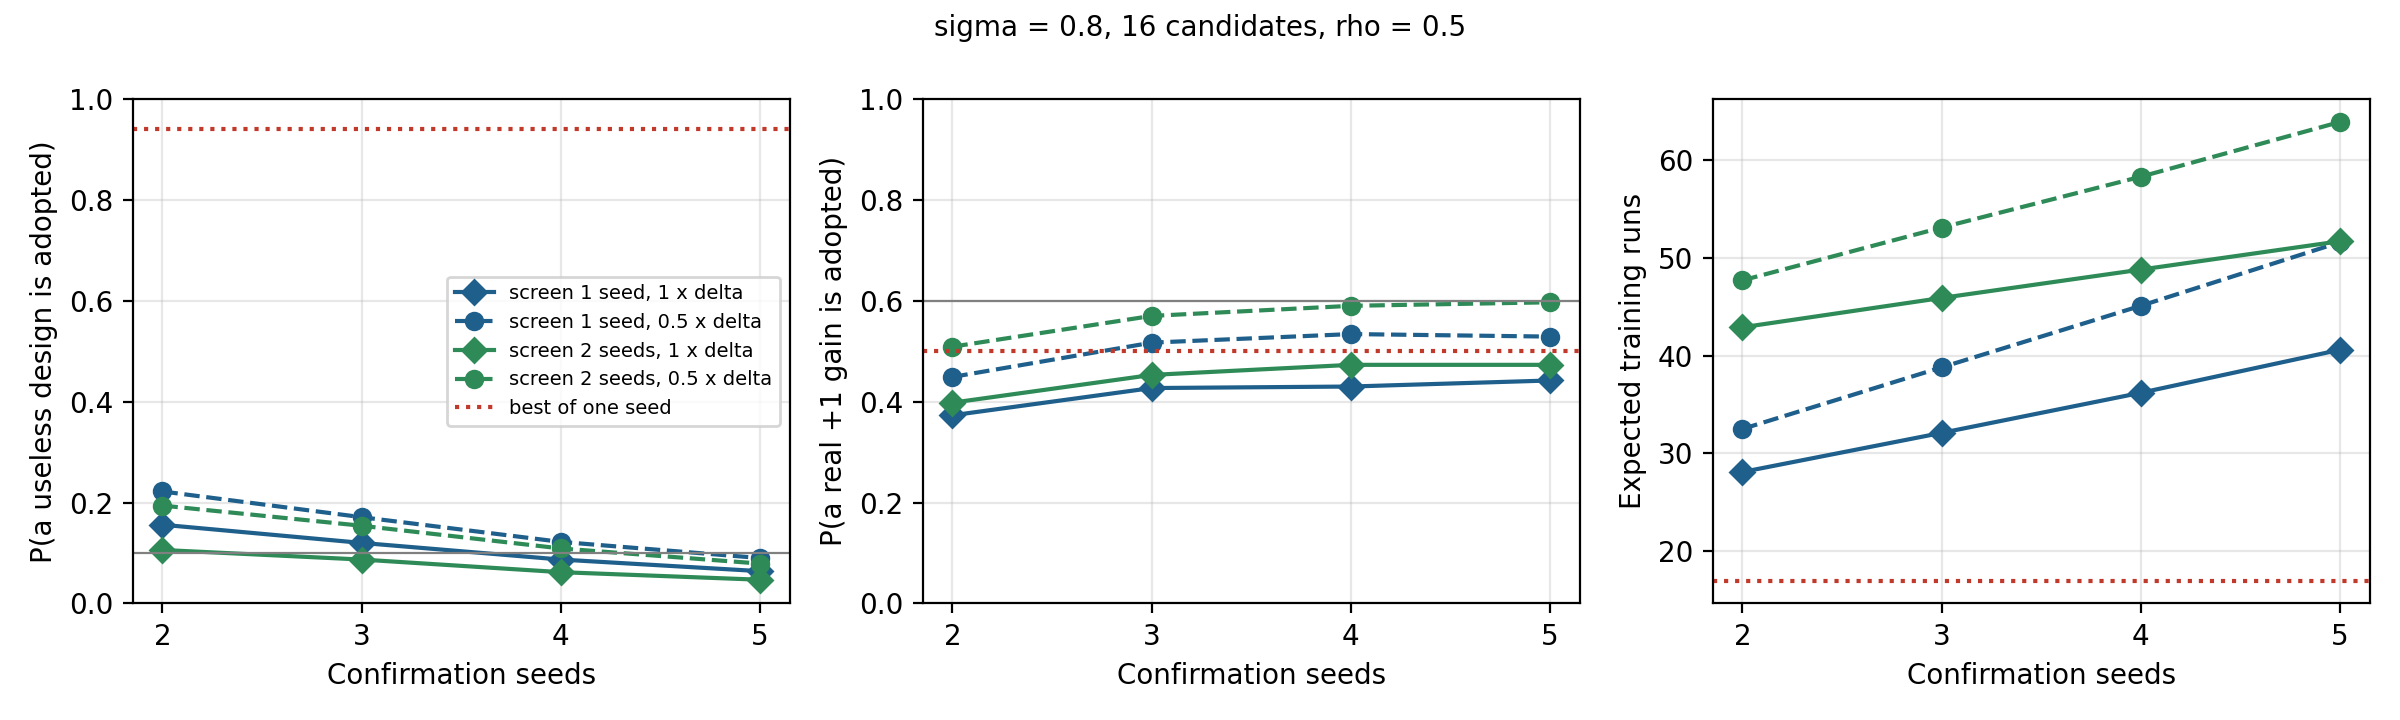 sigma = 0.8, 16 candidates, rho = 0.5
P(a useless design is adopted)
1.0
0.8
0.6
0.4
0.2
0.0
screen 1 seed, 1 x delta
screen 1 seed, 0.5 x delta
screen 2 seeds, 1 x delta
screen 2 seeds, 0.5 x delta
best of one seed
2 3 4 5
Confirmation seeds
P(a real +1 gain is adopted)
1.0
0.8
0.6
0.4
0.2
0.0
2 3 4 5
Confirmation seeds
Expected training runs
60
50
40
30
20
2 3 4 5
Confirmation seeds